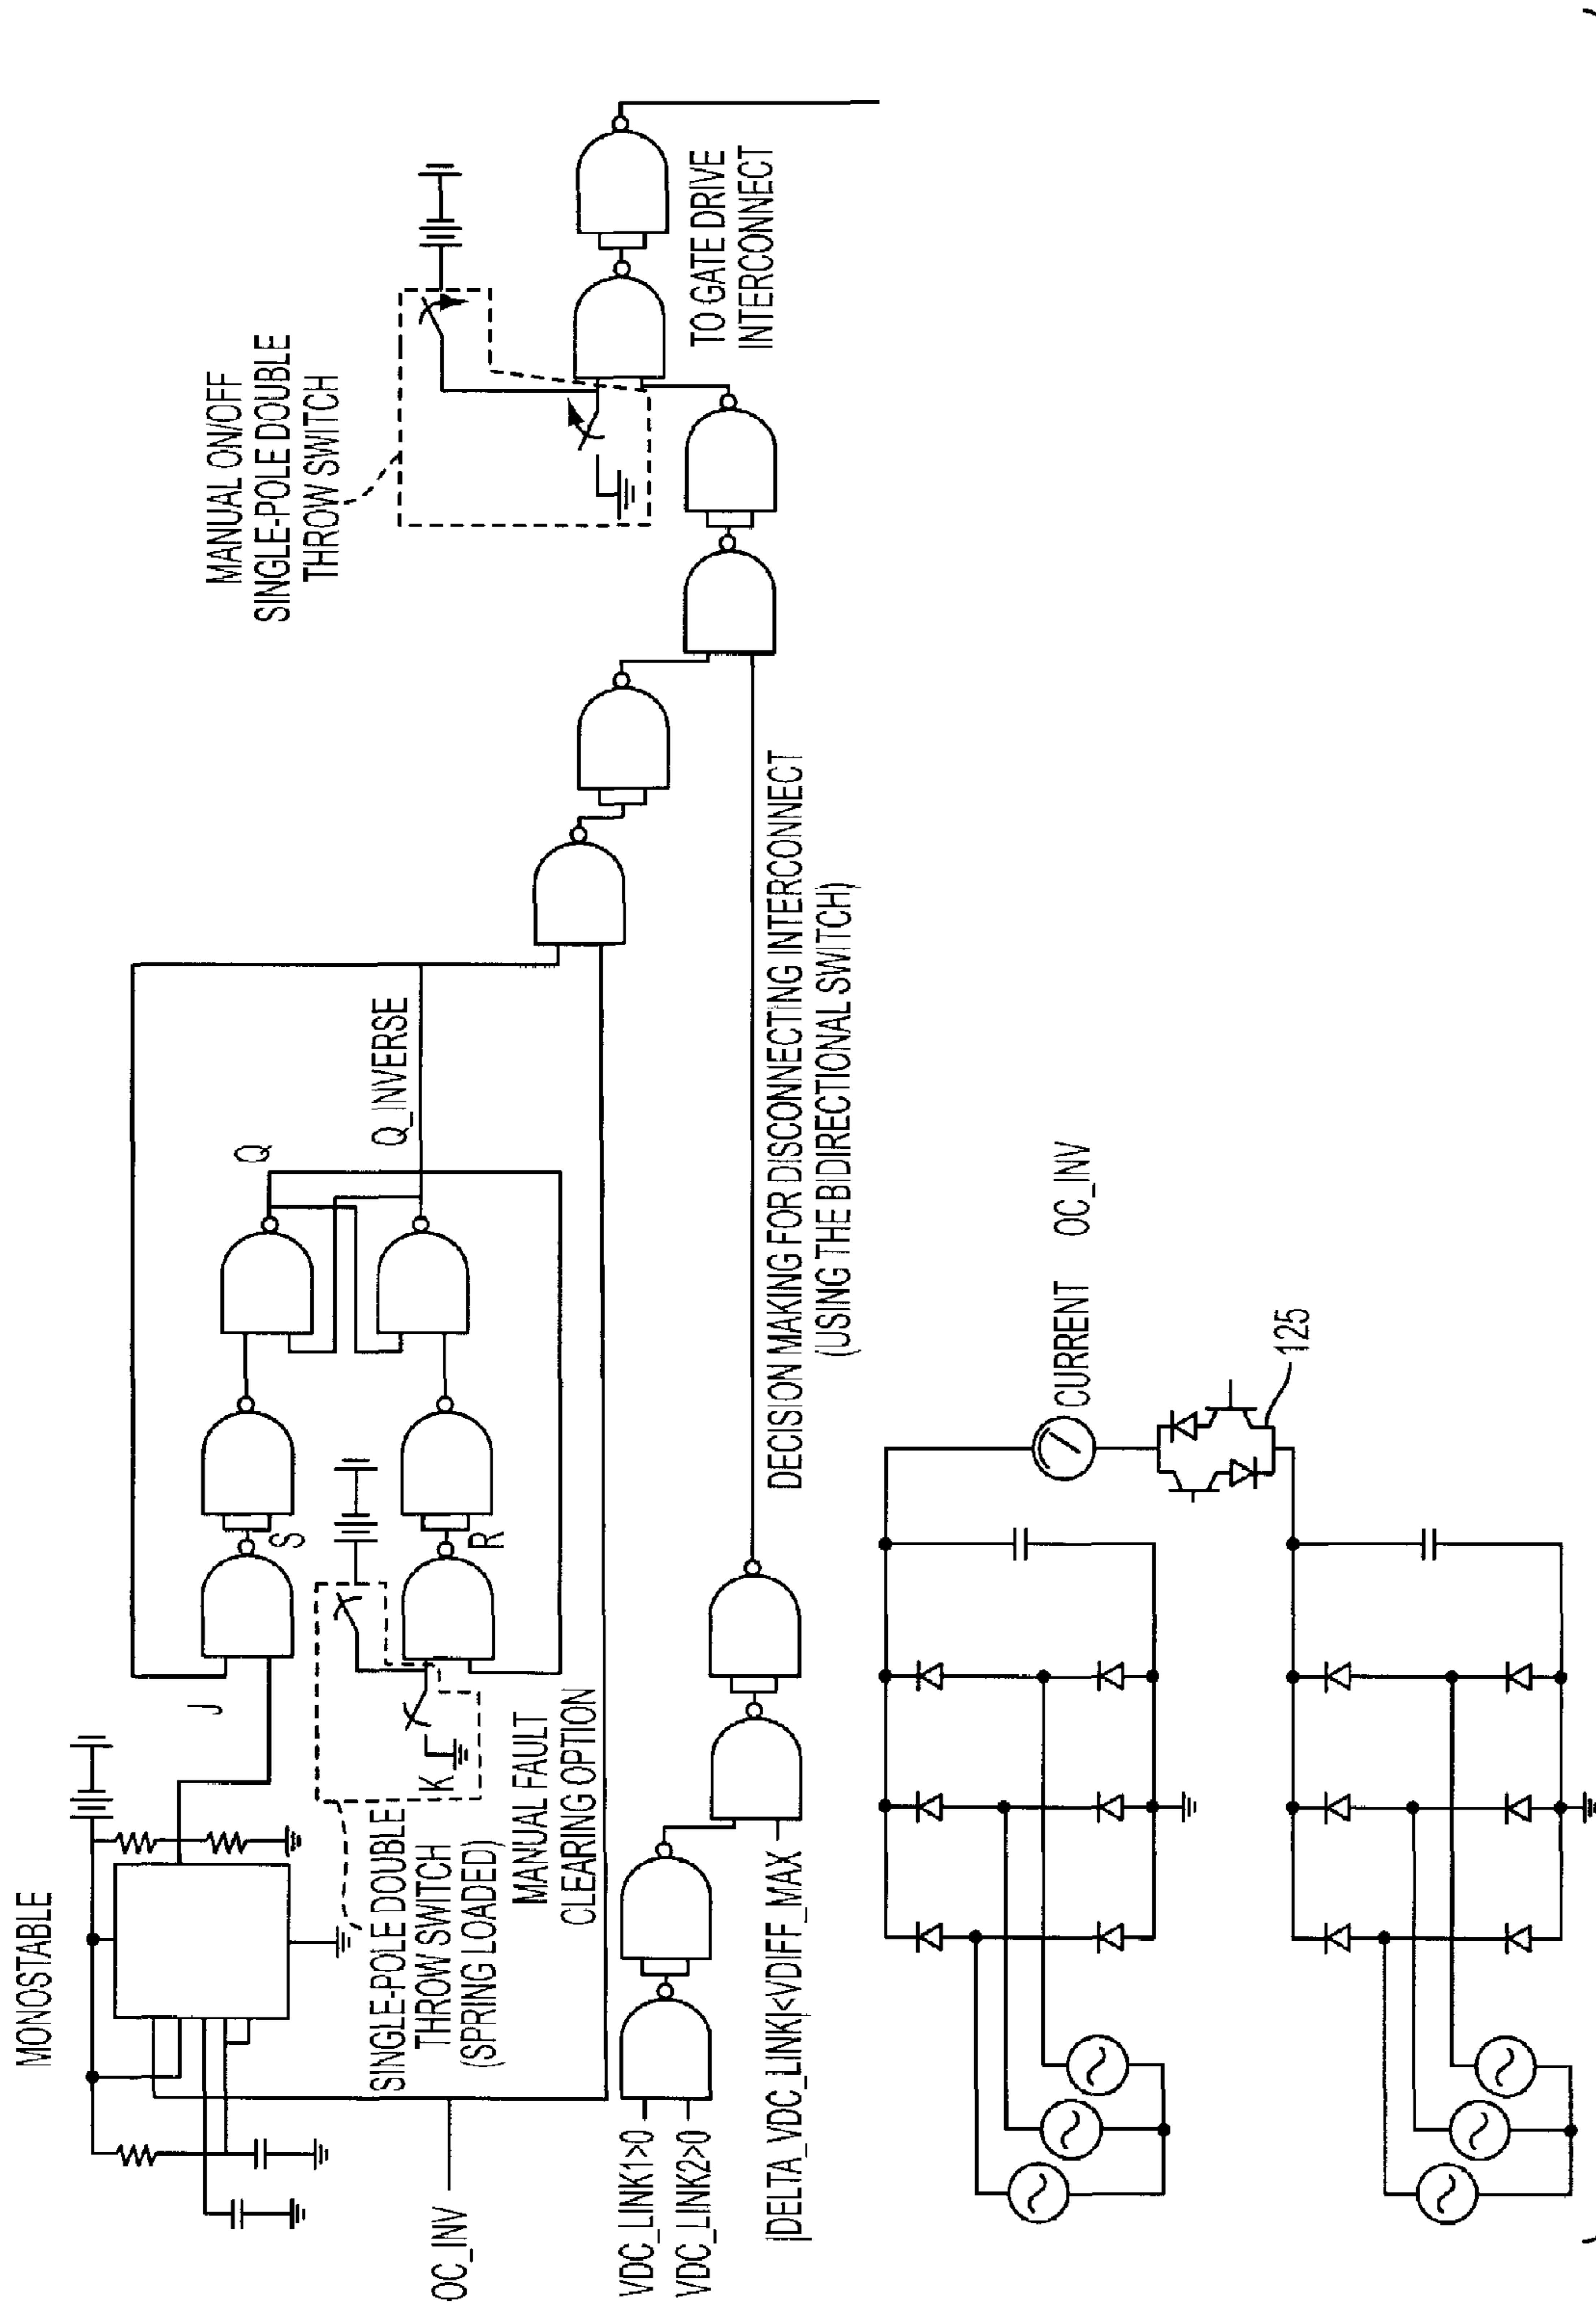 MONOSTABLE
OC_INV
VDC_LINK1>0
VDC_LINK2>0
|DELTA_VDC_LINK|<VDIFF_MAX
SINGLE-POLE DOUBLE
THROW SWITCH
(SPRING LOADED)
MANUAL FAULT
CLEARING OPTION
J
K
S
R
Q
Q_INVERSE
MANUAL ON/OFF
SINGLE-POLE DOUBLE
THROW SWITCH
TO GATE DRIVE
INTERCONNECT
DECISION MAKING FOR DISCONNECTING INTERCONNECT
(USING THE BIDIRECTIONAL SWITCH)
CURRENT OC_INV
125